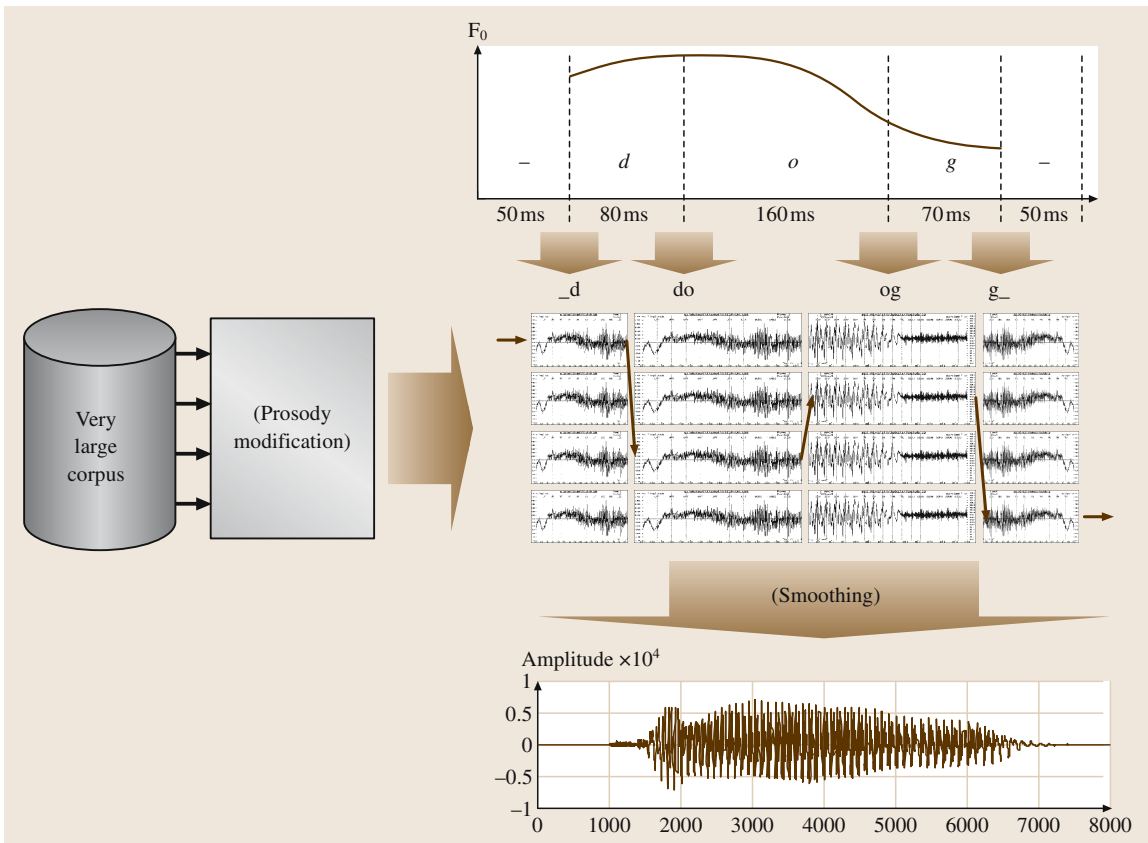 F₀
– d o g –
50 ms 80 ms 160 ms 70 ms 50 ms
_d do og g_
Very
large
corpus
(Prosody
modification)
(Smoothing)
Amplitude ×10⁴
1
0.5
0
–0.5
–1
0 1000 2000 3000 4000 5000 6000 7000 8000